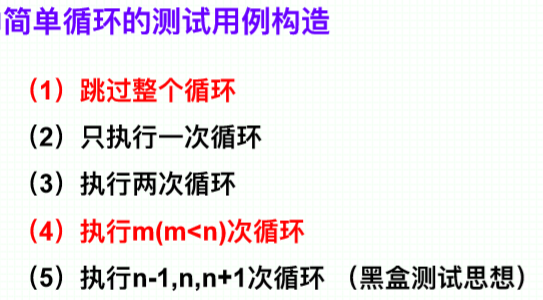 简单循环的测试用例构造
（1）跳过整个循环
（2）只执行一次循环
（3）执行两次循环
（4）执行m(m<n)次循环
（5）执行n-1,n,n+1次循环 （黑盒测试思想）